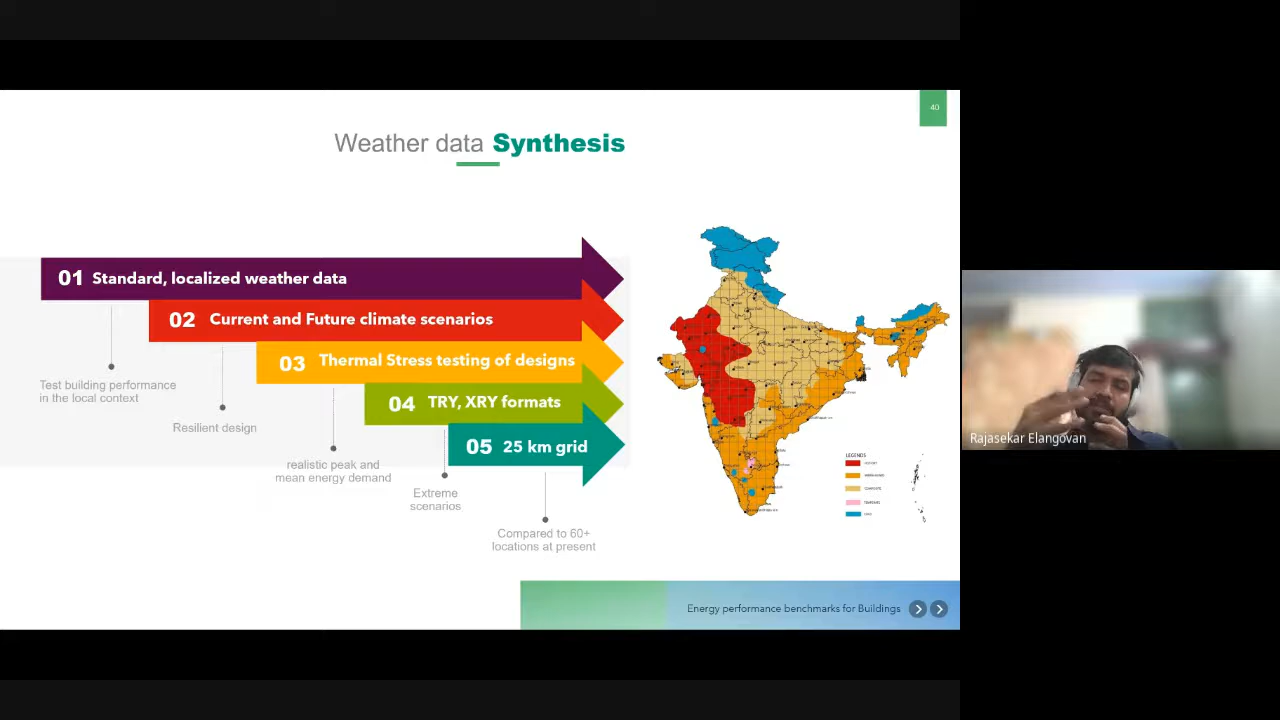 40
Weather data Synthesis
01 Standard, localized weather data
02 Current and Future climate scenarios
03 Thermal Stress testing of designs
04 TRY, XRY formats
05 25 km grid
Test building performance
in the local context
Resilient design
realistic peak and
mean energy demand
Extreme
scenarios
Compared to 60+
locations at present
LEGENDS
COMPOSITE
TEMPERATE
COLD
Rajasekar Elangovan
Energy performance benchmarks for Buildings